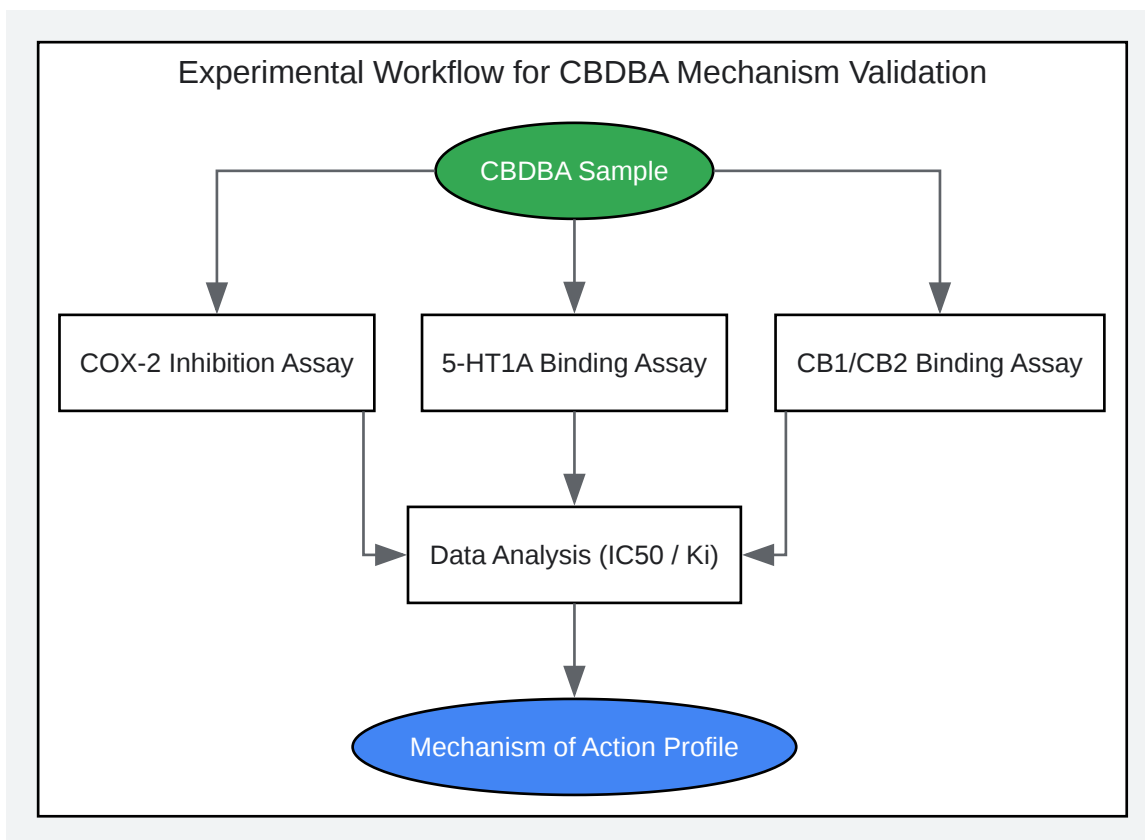 Experimental Workflow for CBDBA Mechanism Validation
CBDBA Sample
COX-2 Inhibition Assay
5-HT1A Binding Assay
CB1/CB2 Binding Assay
Data Analysis (IC50 / Ki)
Mechanism of Action Profile